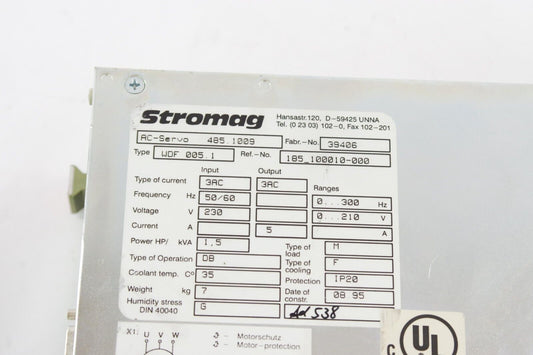 Stromag
Hansastr.120, D-59425 UNNA
Tel. (0 23 03) 102-0, Fax 102-201
AC-Servo 485.1009 Fabr.-No. 39406
Type WDF 005.1 Ref.-No. 185.100010-000
Input Output
Type of current 3AC 3AC Ranges
Frequency Hz 50/60 0...300 Hz
Voltage V 230 0...210 V
Current A 5 A
Power HP/ kVA 1,5 Type of load M
Type of Operation DB Type of cooling F
Coolant temp. C° 35 Protection IP20
Weight kg 7 Date of constr. 08 95
Humidity stress DIN 40040 G
538
X1: U V W
Motorschutz
Motor-protection
C UL